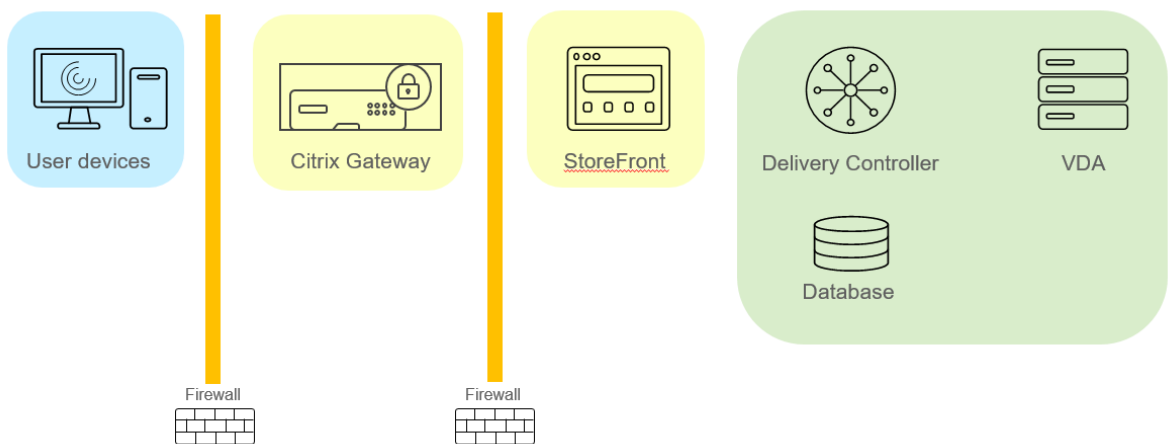 User devices
Citrix Gateway
StoreFront
Delivery Controller
VDA
Database
Firewall
Firewall